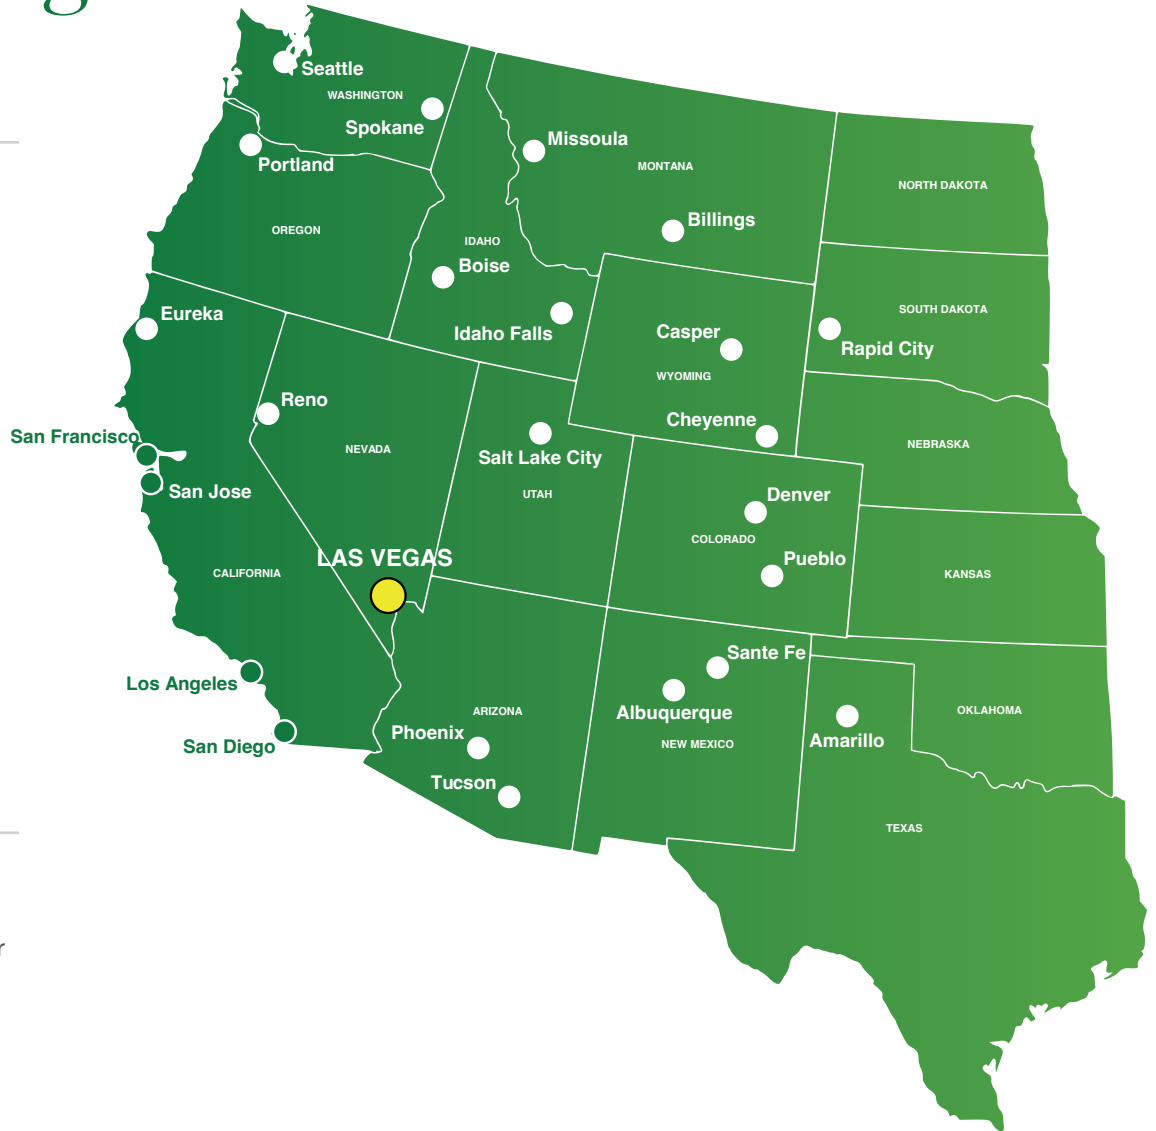 g
Seattle
WASHINGTON
Spokane
Missoula
Portland
MONTANA
NORTH DAKOTA
Billings
OREGON
IDAHO
Boise
Eureka
Idaho Falls
Casper
SOUTH DAKOTA
Rapid City
WYOMING
Reno
Cheyenne
San Francisco
NEVADA
Salt Lake City
NEBRASKA
San Jose
UTAH
Denver
COLORADO
LAS VEGAS
Pueblo
CALIFORNIA
KANSAS
Sante Fe
Los Angeles
ARIZONA
Albuquerque
OKLAHOMA
Phoenix
NEW MEXICO
Amarillo
San Diego
Tucson
TEXAS
r